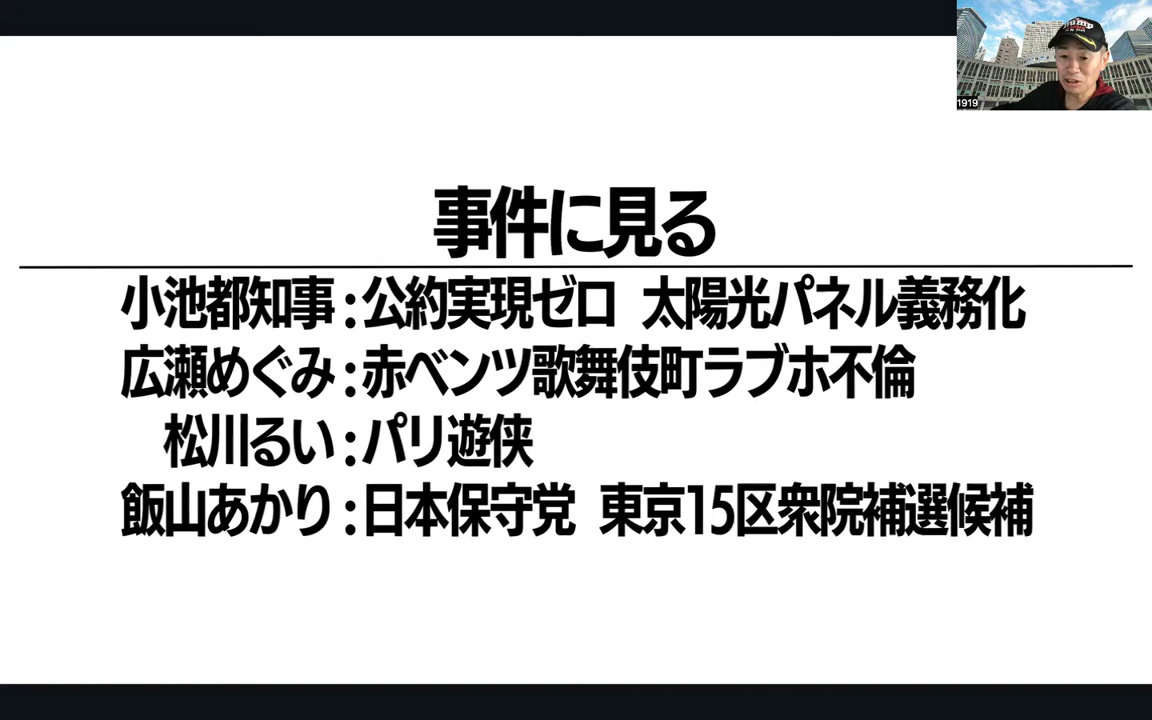 1919
事件に見る
小池都知事：公約実現ゼロ 太陽光パネル義務化
広瀬めぐみ：赤ベンツ歌舞伎町ラブホ不倫
松川るい：パリ遊侠
飯山あかり：日本保守党 東京15区衆院補選候補